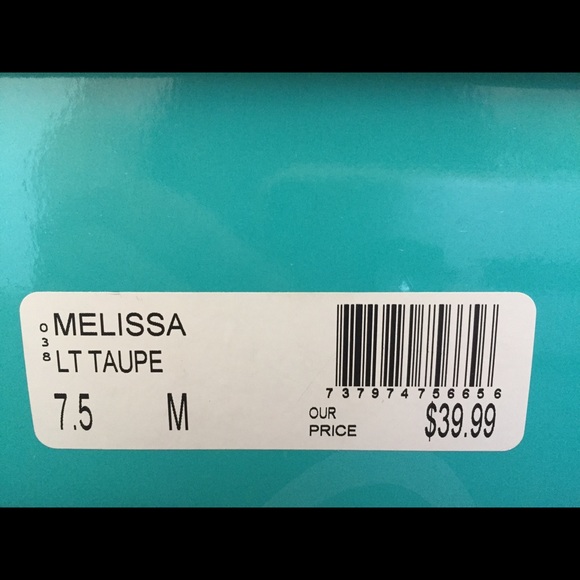 038
MELISSA
LT TAUPE
7.5 M
737974756656
OUR PRICE $39.99